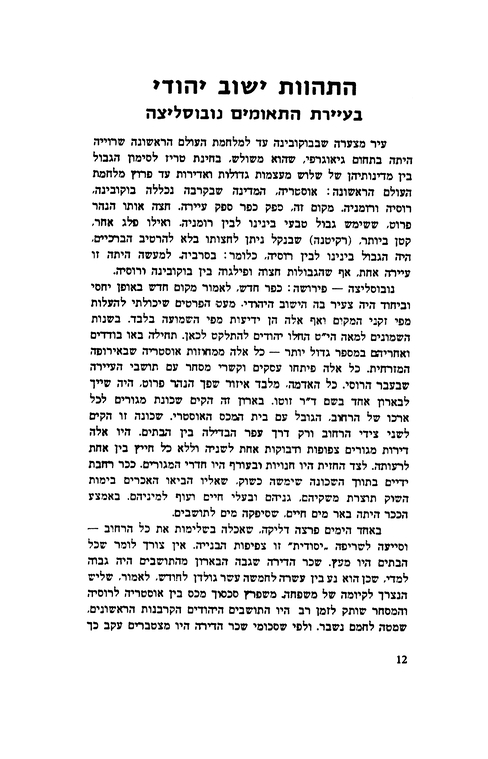 התהוות ישוב יהודי
בעיירת התאומים נובוסליצה
עיר מצערה שבבוקובינה עד למלחמת העולם הראשונה שרוייה
היתה בתחום גיאוגרפי, שהוא משולש, בחינת טריז לסימון הגבול
בין מדינותיהן של שלוש מעצמות גדולות ואדירות עד פרוץ מלחמת
העולם הראשונה: אוסטריה, המדינה שבקרבה נכללה בוקובינה,
רוסיה ורומניה. מקום זה, כפק כפר ספק עיירה. חצה אותו הנהר
פרוט, ששימש גבול טבעי בינינו לבין רומניה. ואילו פלג אחר,
קטן ביותר, (רקיטנה) שבנקל ניתן לחצותו בלא להרטיב הברכיים,
היה הגבול בינינו לבין רוסיה, כלומר: בסרביה. למעשה היתה זו
עיירה אחת, אף שהגבולות חצוה ופילגוה בין בוקובינה ורוסיה.
נובוסליצה — פירושה: כפר חדש, לאמור מקום חדש באופן יחסי
וביחוד היה צעיר בה הישוב היהודי. מעט הפרטים שיכולתי להעלות
מפי זקני המקום ואף אלה הן ידיעות מפי השמועה בלבד. בשנות
השמונים למאה הי״ט החלו יהודים להתלקט לכאן. תחילה באו בודדים
ואחריהם במספר גדול יותר — כל אלה ממחוזות אוסטריה שבאירופה
המזרחית. כל אלה פיתחו עסקים וקשרי מסחר עם תושבי העיירה
שבעבר הרוסי. כל האדמה, מלבד איזור שפך הנהר פרוט, היה שייך
לבארון אחד בשם ד״ר זוטו. בארון זה הקים שכונת מגורים לכל
ארכו של הרחוב, הגובל עם בית המכס האוסטרי. שכונה זו הקים
לשני צידי הרחוב ורק דרך עפר הבדילה בין הבתים. היו אלה
דירות מגורים צפופות ודבוקות אחת לשניה וללא כל חייץ בין אחת
לרעותה. לצד החזית היו חנויות ובעורף היו חדרי המגורים. ככר רחבת
ידיים בתווך השכונה שימשה כשוק, שאליו הביאו האכרים בימות
השוק תוצרת משקיהם, גניהם ובעלי חיים ועוף למיניהם. באמצע
הככר היתה באר מים חיים, שסיפקה מים לתושבים.
באחד הימים פרצה דליקה, שאכלה בשלימות את כל הרחוב —
וסייעה לשריפה „יסודית״ זו צפיפות הבנייה. אין צורך לומר שכל
הבתים היו מעץ. שכר הדירה שגבה הבארון מהתושבים היה גבוה
למדי, שכן הוא נע בין עשרה לחמשה עשר גולדן לחודש, לאמור, שליש
הנצרך לקיומה של משפחה. משפרץ סכסוך מכס בין אוסטריה לרוסיה
והמסחר שותק לזמן רב היו התושבים היהודים הקרבנות הראשונים,
שמטה לחמם נשבר. ולפי שסכומי שכר הדירה היו מצטברים עקב כך
12